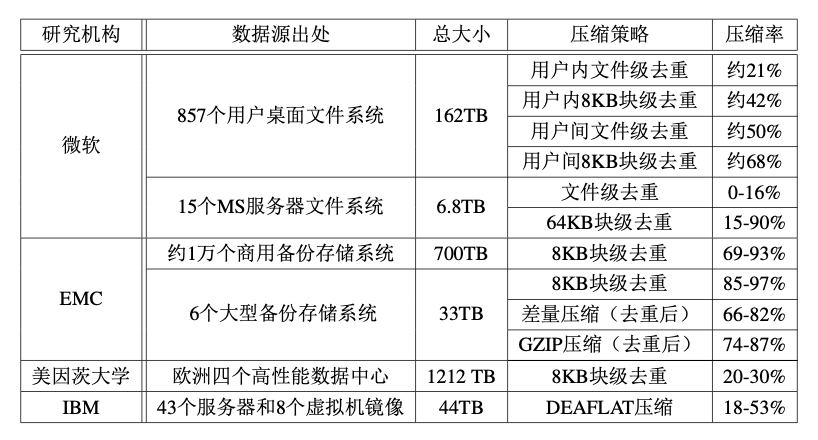 研究机构 数据源出处 总大小 压缩策略 压缩率
微软 857个用户桌面文件系统 162TB 用户内文件级去重 约21%
用户内8KB块级去重 约42%
用户间文件级去重 约50%
用户间8KB块级去重 约68%
15个MS服务器文件系统 6.8TB 文件级去重 0-16%
64KB块级去重 15-90%
EMC 约1万个商用备份存储系统 700TB 8KB块级去重 69-93%
6个大型备份存储系统 33TB 8KB块级去重 85-97%
差量压缩（去重后） 66-82%
GZIP压缩（去重后） 74-87%
美因茨大学 欧洲四个高性能数据中心 1212 TB 8KB块级去重 20-30%
IBM 43个服务器和8个虚拟机镜像 44TB DEAFLAT压缩 18-53%